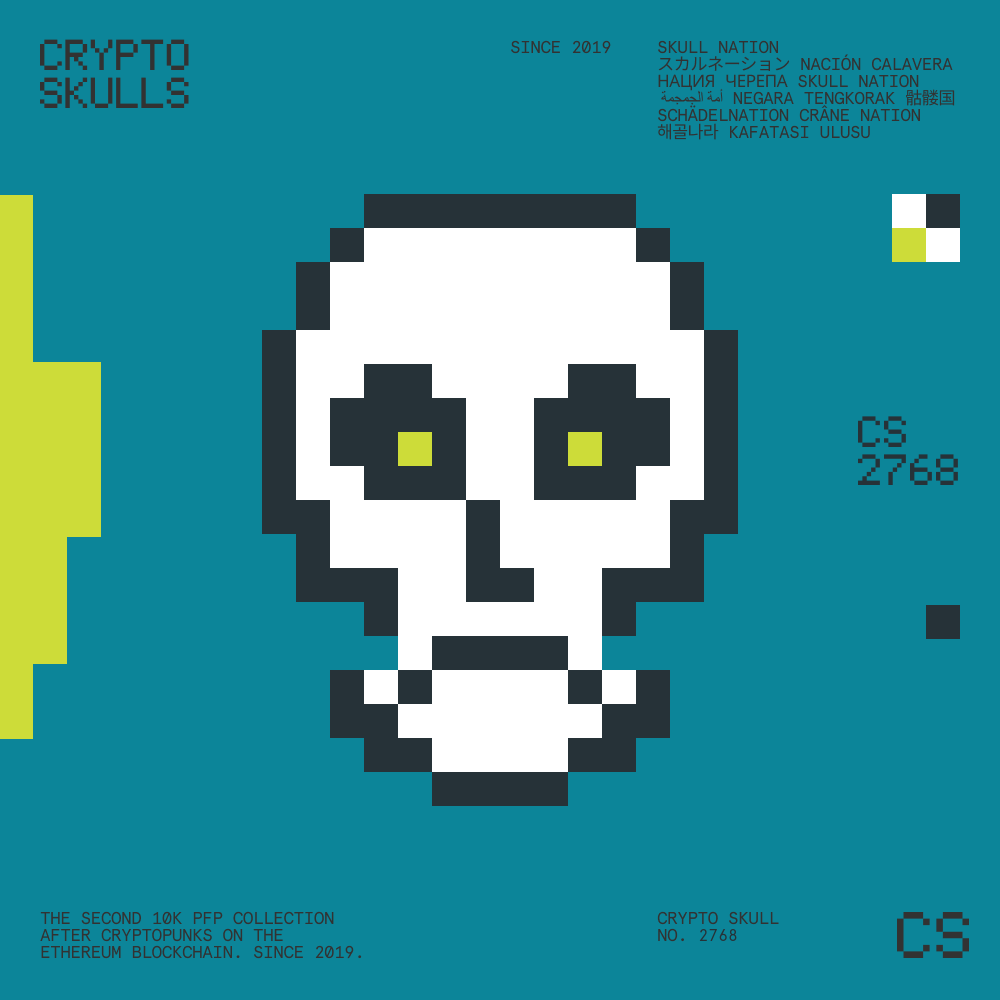 CRYPTO
SKULLS
SINCE 2019
SKULL NATION
スカルネーション NACIÓN CALAVERA
НАЦИЯ ЧЕРЕПА SKULL NATION
أمة الجمجمة NEGARA TENGKORAK 骷髅国
SCHÄDELNATION CRÂNE NATION
해골나라 KAFATASI ULUSU
CS
2768
THE SECOND 10K PFP COLLECTION
AFTER CRYPTOPUNKS ON THE
ETHEREUM BLOCKCHAIN. SINCE 2019.
CRYPTO SKULL
NO. 2768
CS